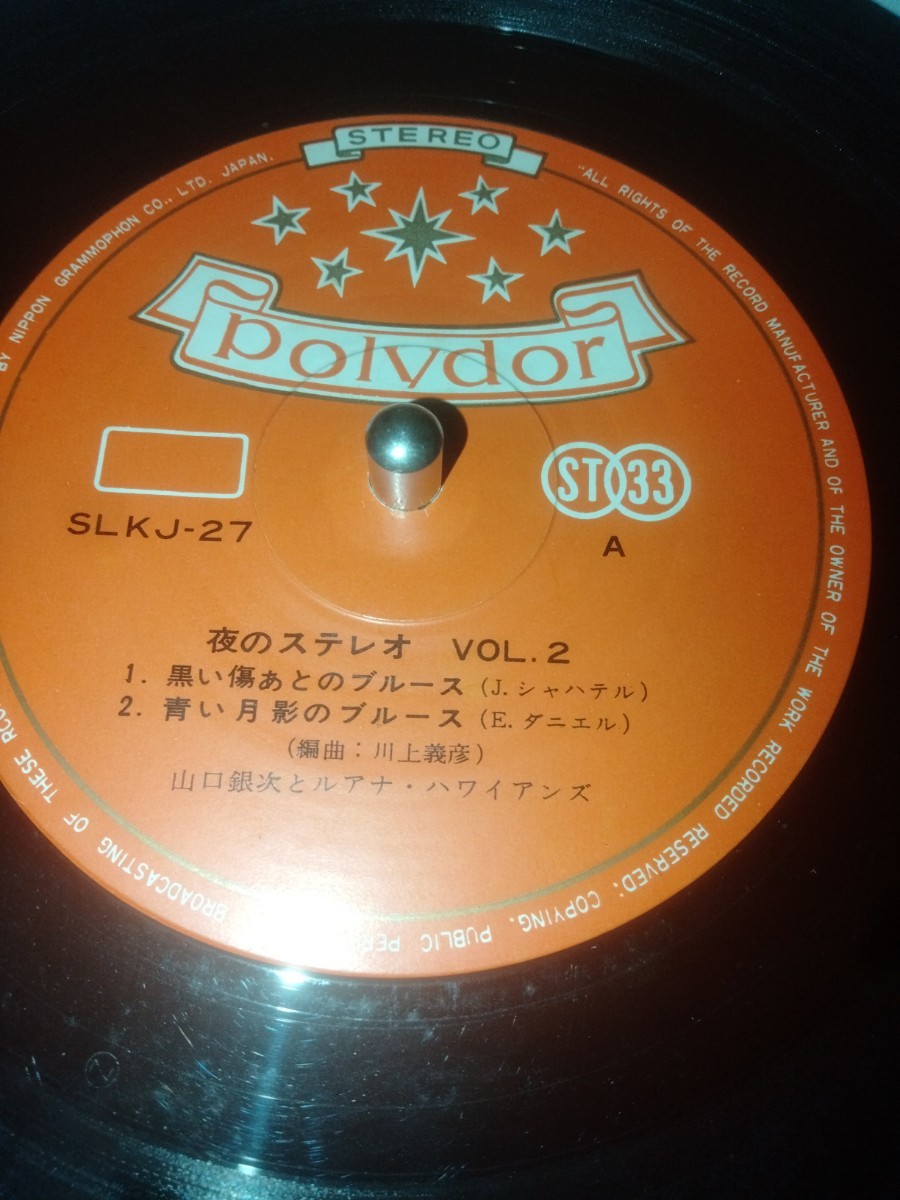 STEREO
polydor
ST 33
SLKJ-27
A
夜のステレオ VOL.2
1. 黒い傷あとのブルース (J.シャハテル)
2. 青い月影のブルース (E.ダニエル)
(編曲:川上義彦)
山口銀次とルアナ・ハワイアンズ
BY NIPPON GRAMMOPHON CO., LTD. JAPAN.
"ALL RIGHTS OF THE RECORD MANUFACTURER AND OF THE OWNER OF THE WORK RECORDED RESERVED: COPYING. PUBLIC
BROADCASTING OF THESE